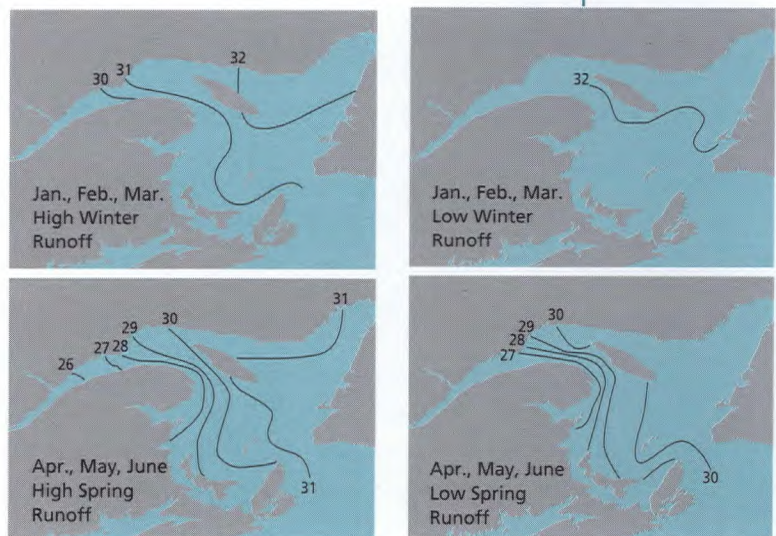 30
31
32
Jan., Feb., Mar.
High Winter
Runoff
32
Jan., Feb., Mar.
Low Winter
Runoff
31
30
29
28
27
26
31
Apr., May, June
High Spring
Runoff
30
29
28
27
30
Apr., May, June
Low Spring
Runoff